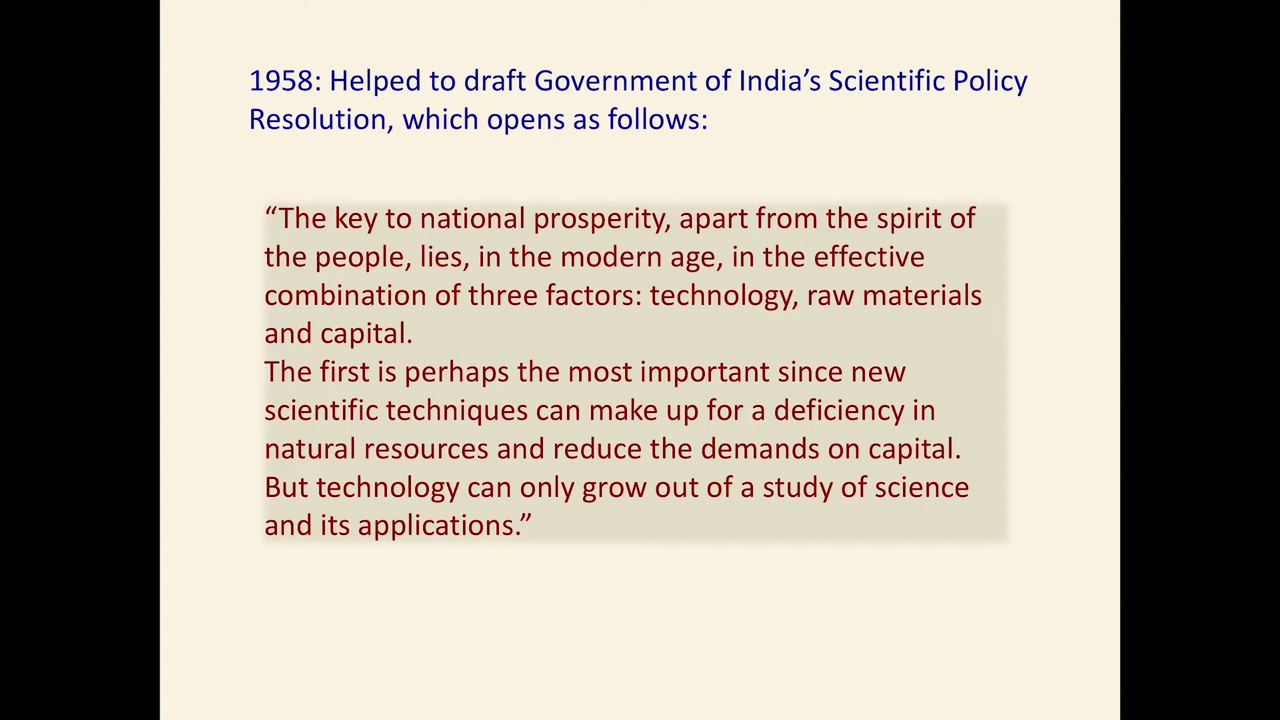 1958: Helped to draft Government of India’s Scientific Policy
Resolution, which opens as follows:
“The key to national prosperity, apart from the spirit of
the people, lies, in the modern age, in the effective
combination of three factors: technology, raw materials
and capital.
The first is perhaps the most important since new
scientific techniques can make up for a deficiency in
natural resources and reduce the demands on capital.
But technology can only grow out of a study of science
and its applications.”